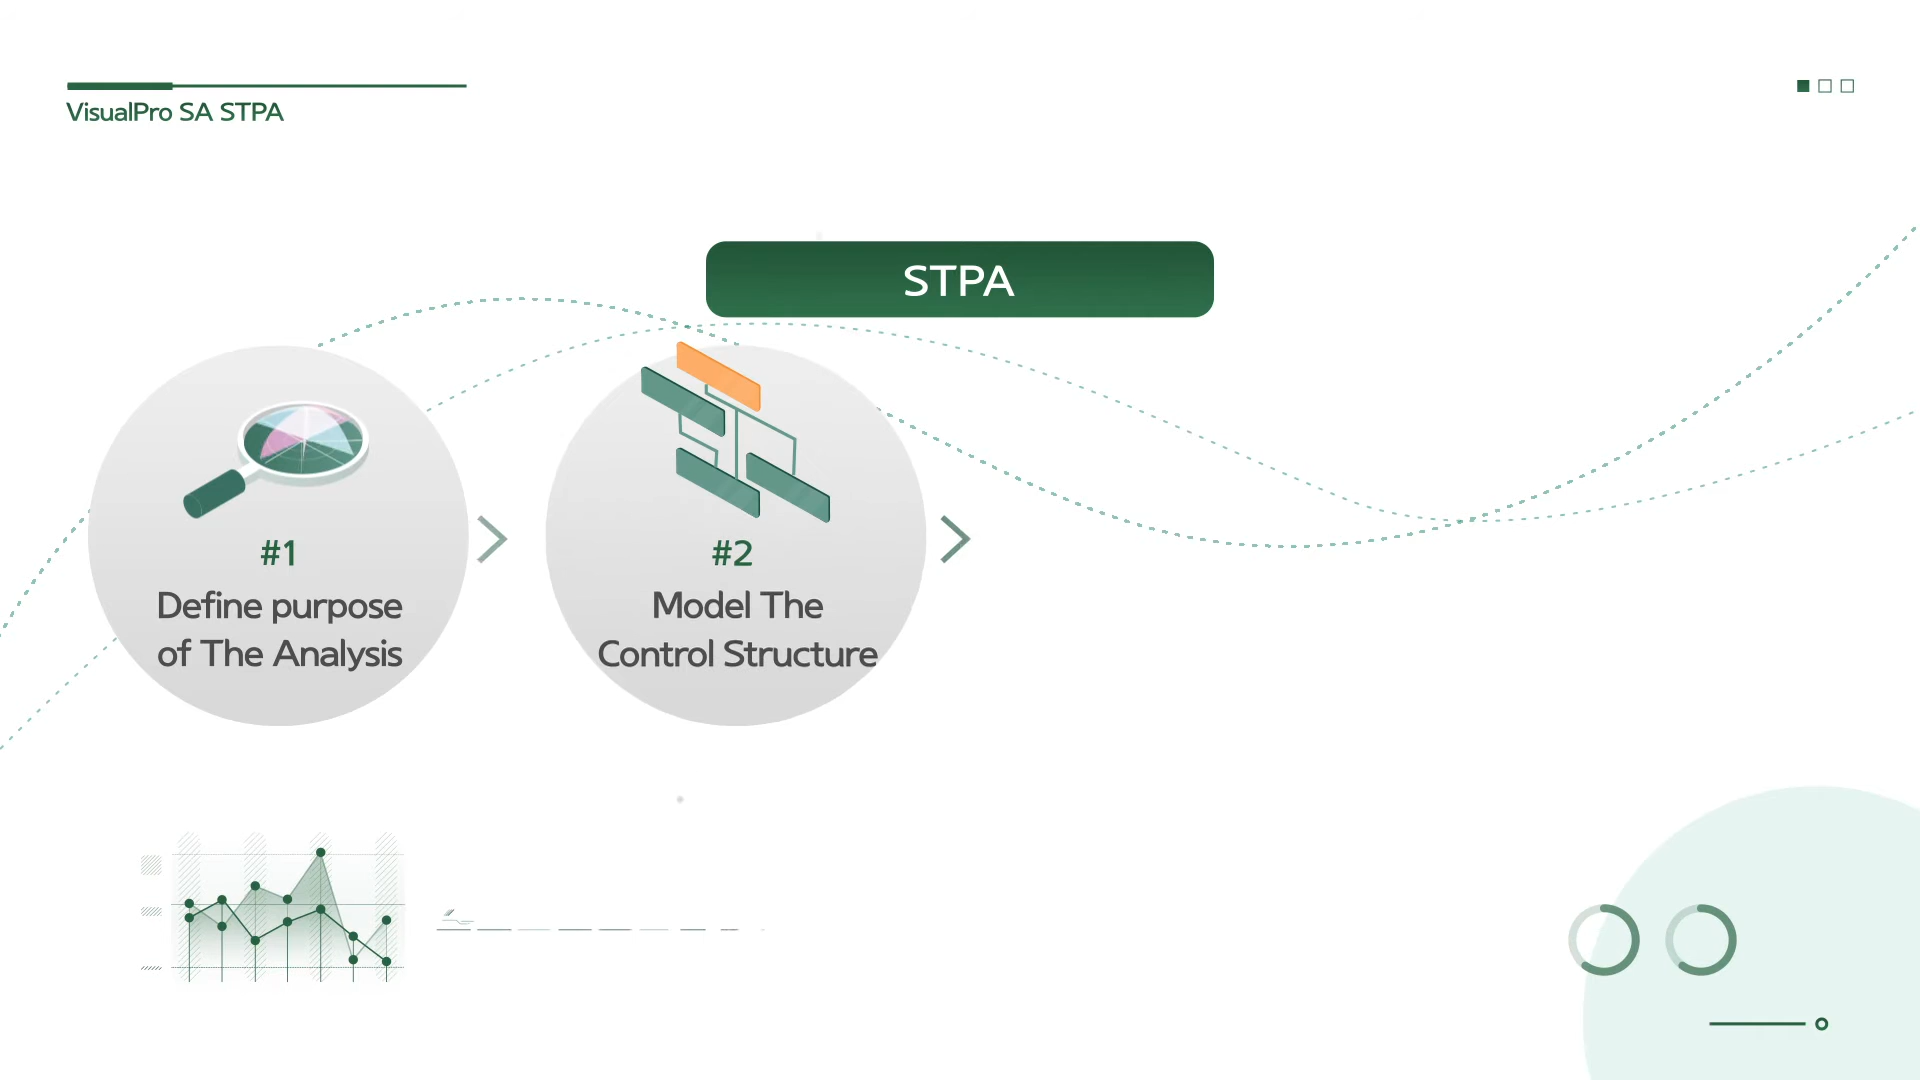 VisualPro SA STPA
STPA
#1
Define purpose
of The Analysis
#2
Model The
Control Structure